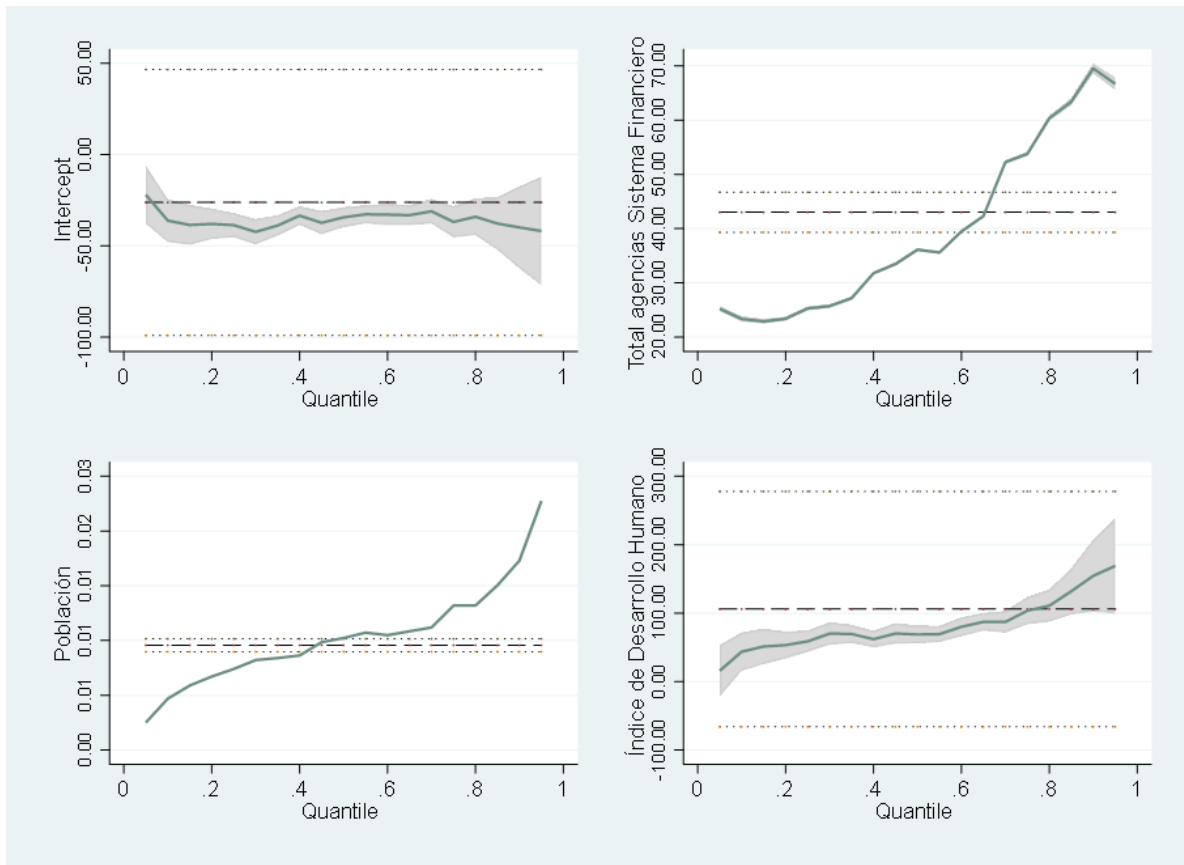 Intercept
50.00
0.00
-50.00
-100.00
0 .2 .4 .6 .8 1
Quantile
Total agencias Sistema Financiero
70.00
60.00
50.00
40.00
30.00
20.00
0 .2 .4 .6 .8 1
Quantile
Población
0.03
0.02
0.01
0.01
0.01
0.00
0 .2 .4 .6 .8 1
Quantile
Índice de Desarrollo Humano
300.00
200.00
100.00
0.00
-100.00
0 .2 .4 .6 .8 1
Quantile